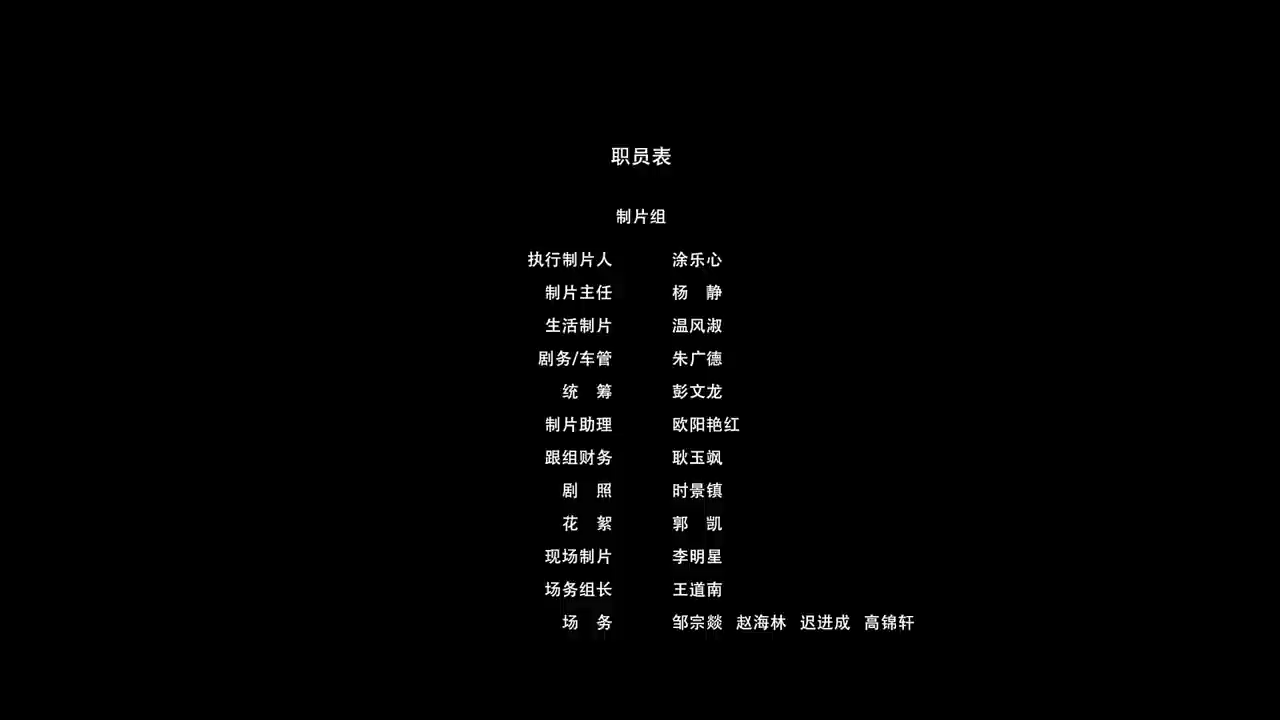 职员表
制片组
执行制片人 涂乐心
制片主任 杨 静
生活制片 温风淑
剧务/车管 朱广德
统 筹 彭文龙
制片助理 欧阳艳红
跟组财务 耿玉飒
剧 照 时景镇
花 絮 郭 凯
现场制片 李明星
场务组长 王道南
场 务 邹宗燚 赵海林 迟进成 高锦轩